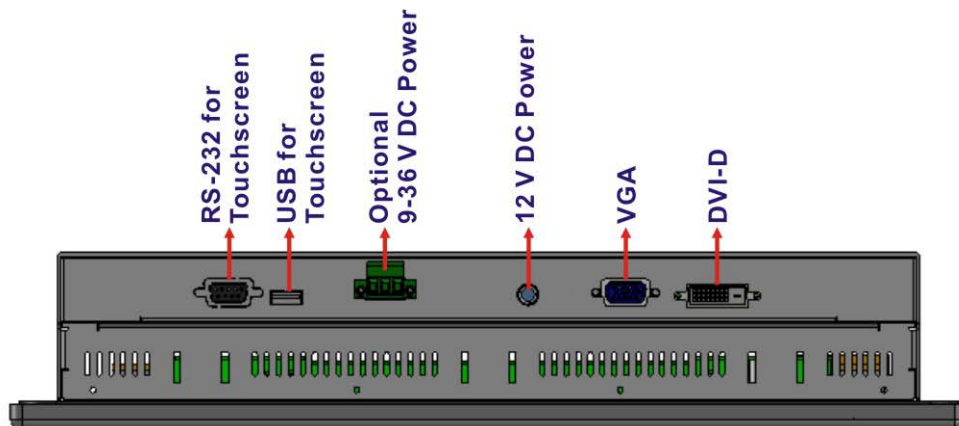 RS-232 for
Touchscreen
USB for
Touchscreen
Optional
9-36 V DC Power
12 V DC Power
VGA
DVI-D